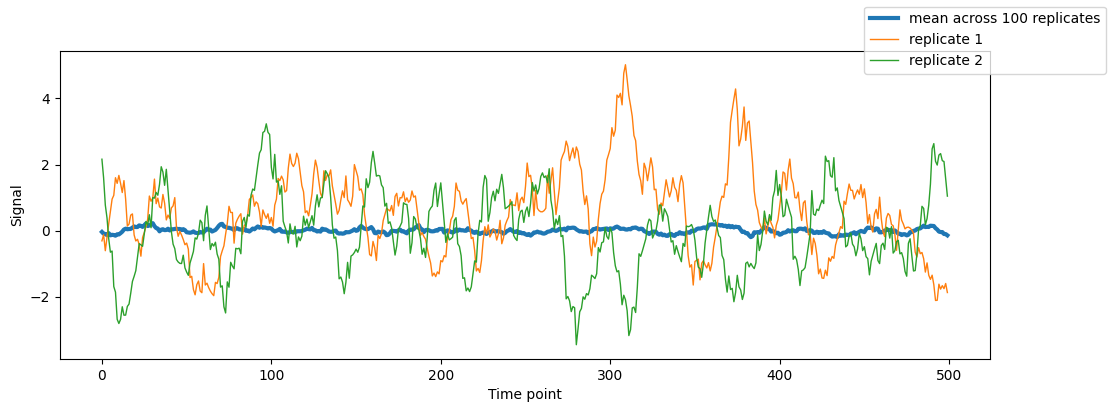 mean across 100 replicates
replicate 1
replicate 2
Signal
4
2
0
−2
0
100
200
300
400
500
Time point